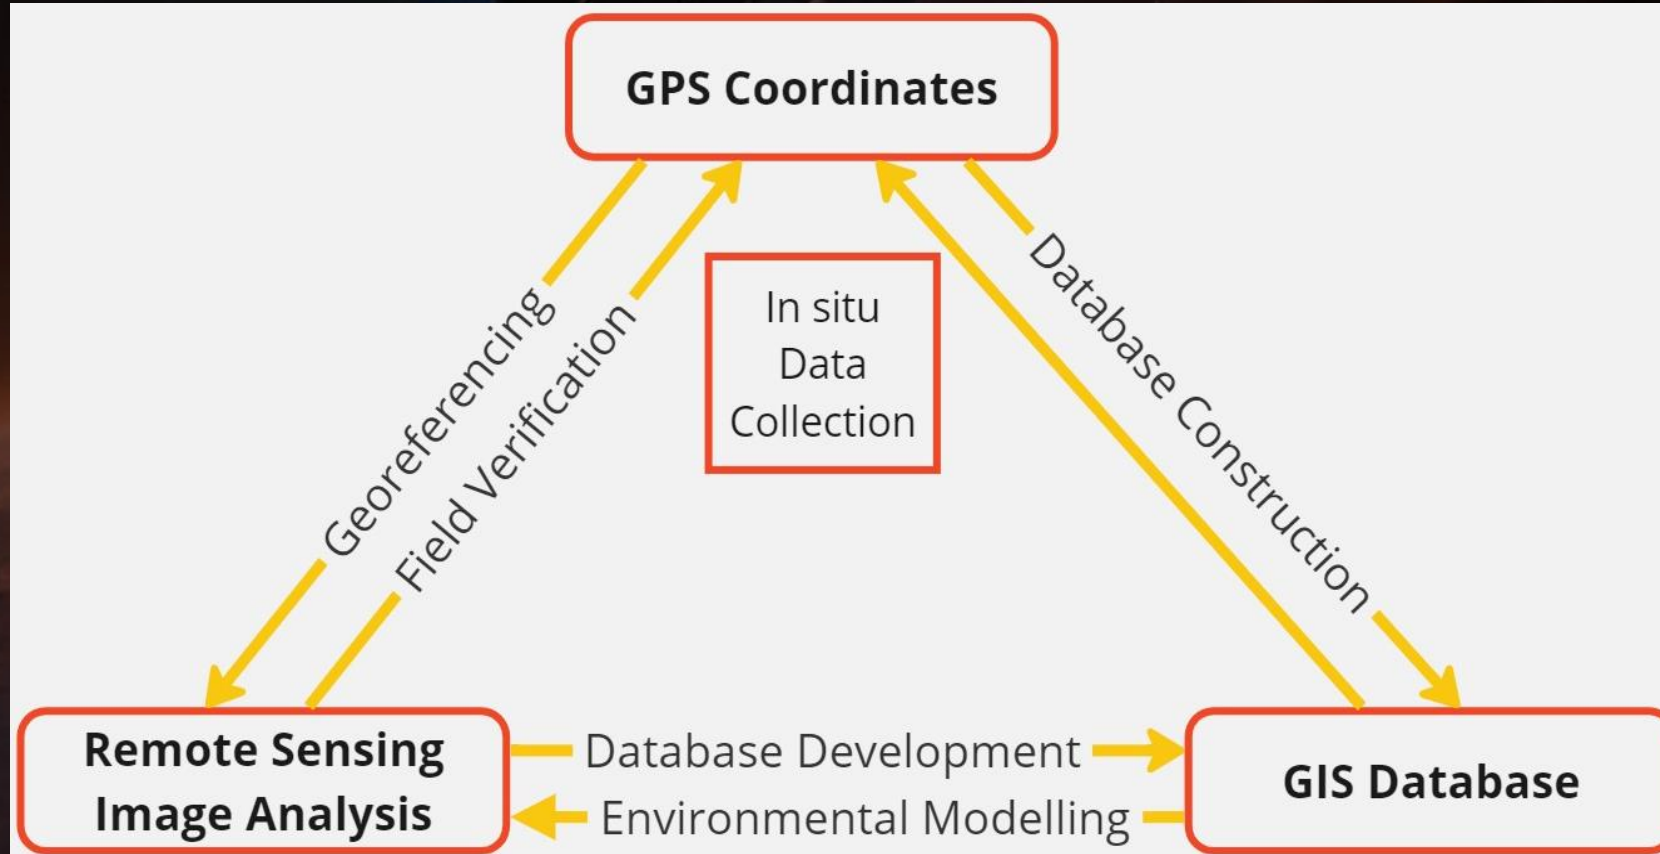 GPS Coordinates
In situ
Data
Collection
Georeferencing
Field Verification
Database Construction
Remote Sensing
Image Analysis
Database Development
Environmental Modelling
GIS Database